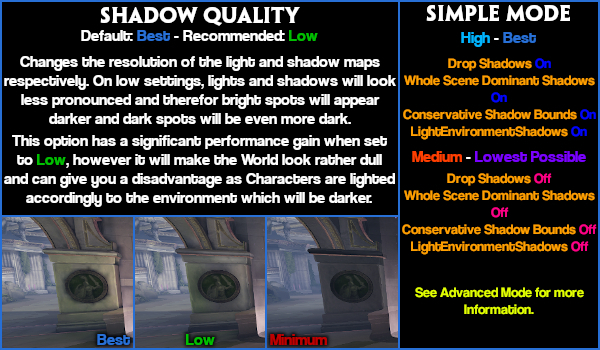 SHADOW QUALITY
Default: Best - Recommended: Low
Changes the resolution of the light and shadow maps
respectively. On low settings, lights and shadows will look
less pronounced and therefor bright spots will appear
darker and dark spots will be even more dark.
This option has a significant performance gain when set
to Low, however it will make the World look rather dull
and can give you a disadvantage as Characters are lighted
accordingly to the environment which will be darker.
Best
Low
Minimum
SIMPLE MODE
High - Best
Drop Shadows On
Whole Scene Dominant Shadows
On
Conservative Shadow Bounds On
LightEnvironmentShadows On
Medium - Lowest Possible
Drop Shadows Off
Whole Scene Dominant Shadows
Off
Conservative Shadow Bounds Off
LightEnvironmentShadows Off
See Advanced Mode for more
Information.